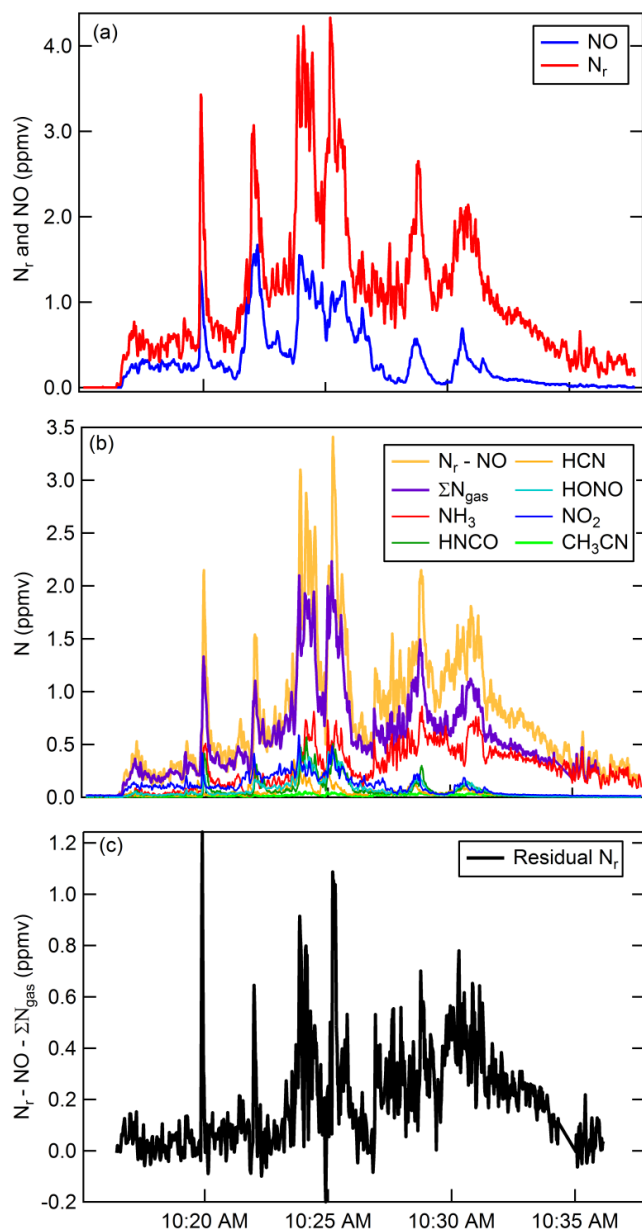 (a)
NO
Nr
4.0
3.0
2.0
1.0
0.0
Nr and NO (ppmv)
(b)
Nr - NO
HCN
ΣNgas
HONO
NH3
NO2
HNCO
CH3CN
3.5
3.0
2.5
2.0
1.5
1.0
0.5
0.0
N (ppmv)
(c)
Residual Nr
1.2
1.0
0.8
0.6
0.4
0.2
0.0
-0.2
Nr - NO - ΣNgas (ppmv)
10:20 AM 10:25 AM 10:30 AM 10:35 AM